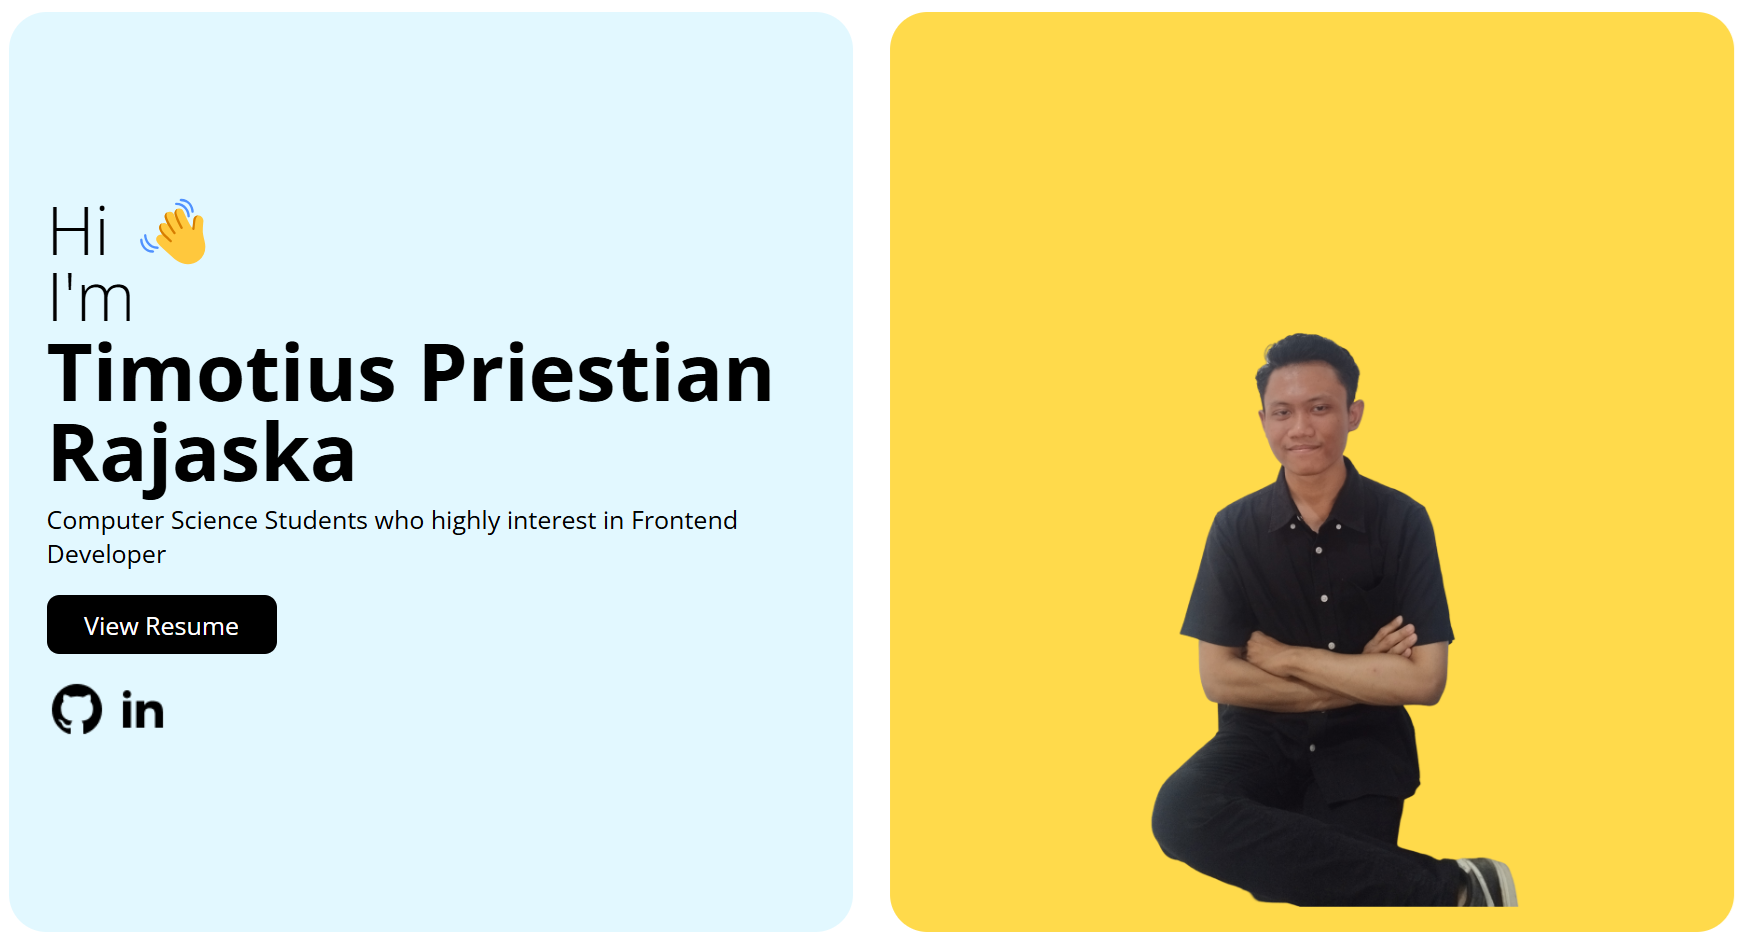 Hi 👋
I'm
Timotius Priestian
Rajaska
Computer Science Students who highly interest in Frontend
Developer
View Resume
in